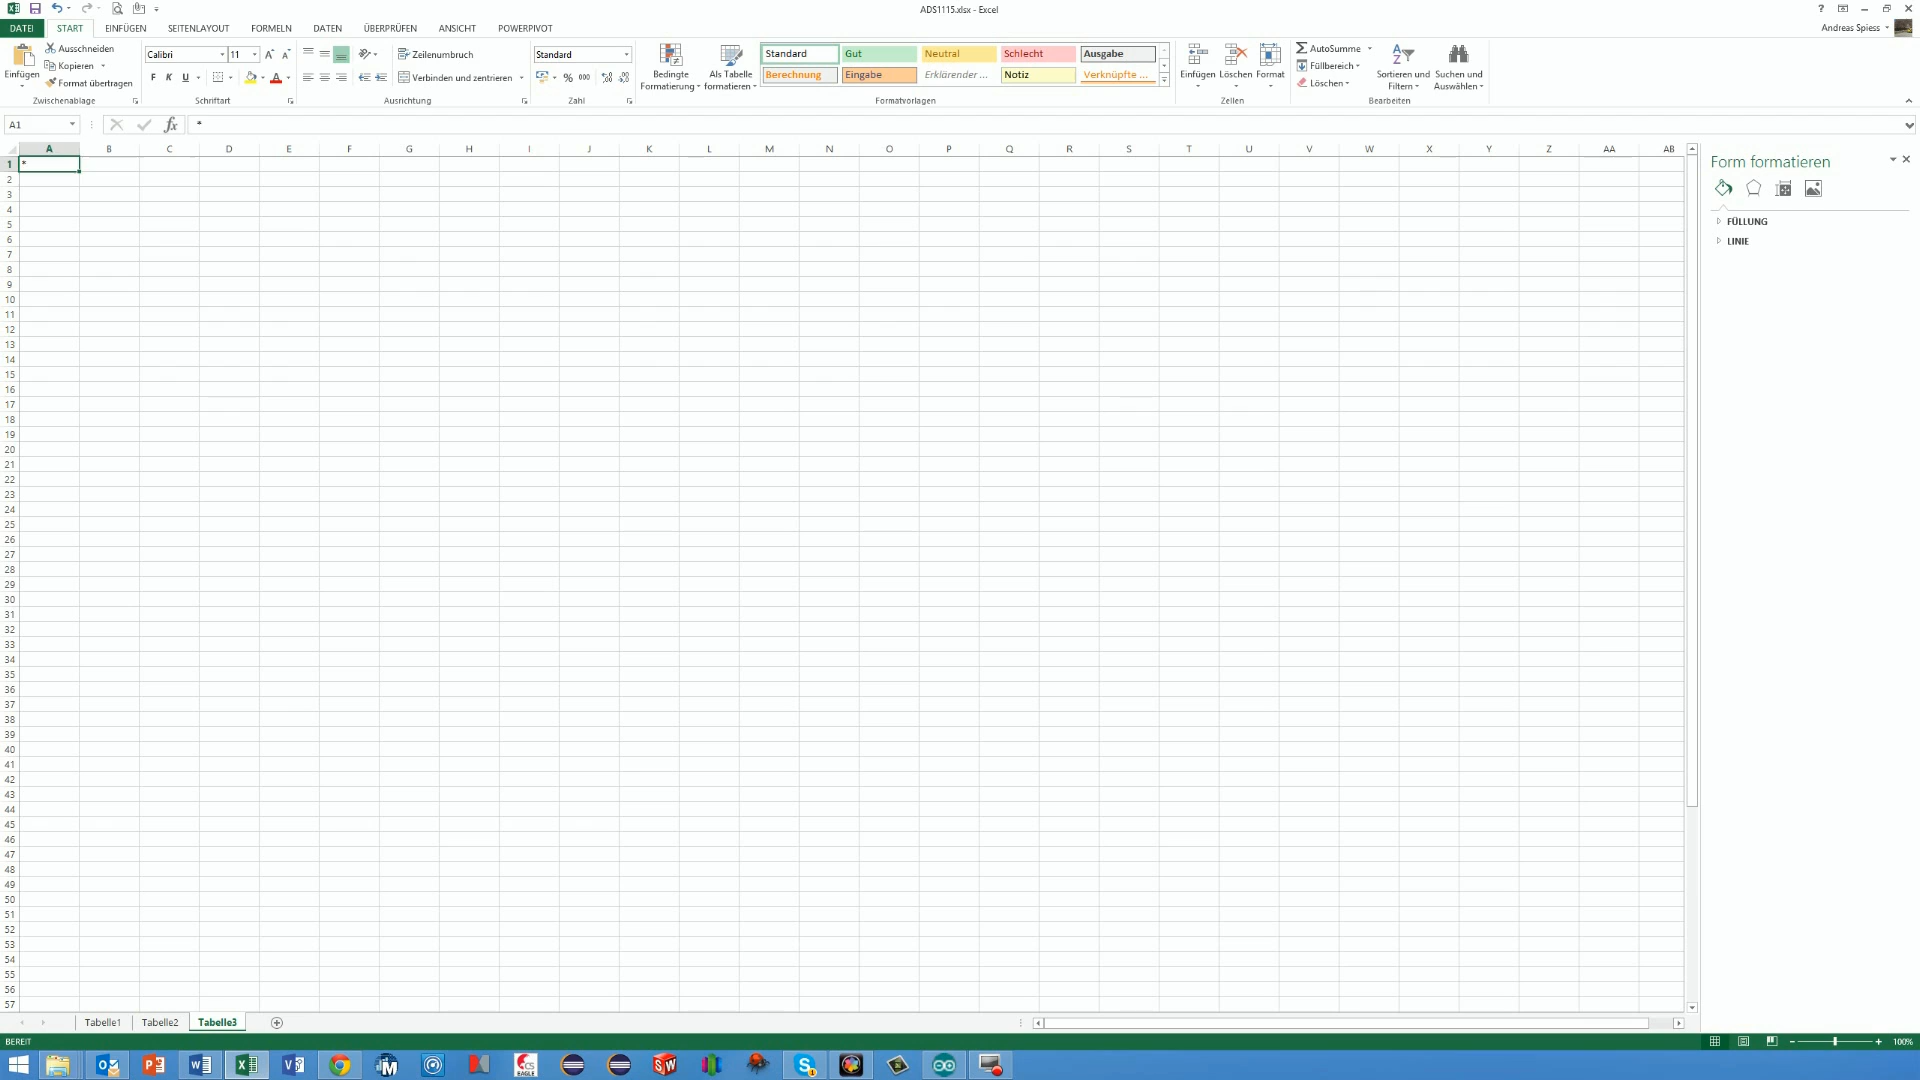 ADS1115.xlsx - Excel
DATEI START EINFÜGEN SEITENLAYOUT FORMELN DATEN ÜBERPRÜFEN ANSICHT POWERPIVOT Andreas Spiess
Einfügen
Ausschneiden
Kopieren
Format übertragen
Zwischenablage
Calibri 11
F K U
Schriftart
Zeilenumbruch
Verbinden und zentrieren
Ausrichtung
Standard
% 000
Zahl
Bedingte Formatierung
Als Tabelle formatieren
Standard Gut Neutral Schlecht Ausgabe
Berechnung Eingabe Erklärender ... Notiz Verknüpfte ...
Formatvorlagen
Einfügen Löschen Format
Zellen
AutoSumme
Füllbereich
Löschen
Sortieren und Filtern
Suchen und Auswählen
Bearbeiten
A1 fx *
A B C D E F G H I J K L M N O P Q R S T U V W X Y Z AA AB
1 *
2
3
4
5
6
7
8
9
10
11
12
13
14
15
16
17
18
19
20
21
22
23
24
25
26
27
28
29
30
31
32
33
34
35
36
37
38
39
40
41
42
43
44
45
46
47
48
49
50
51
52
53
54
55
56
57
Form formatieren
FÜLLUNG
LINIE
Tabelle1 Tabelle2 Tabelle3
BEREIT 100%